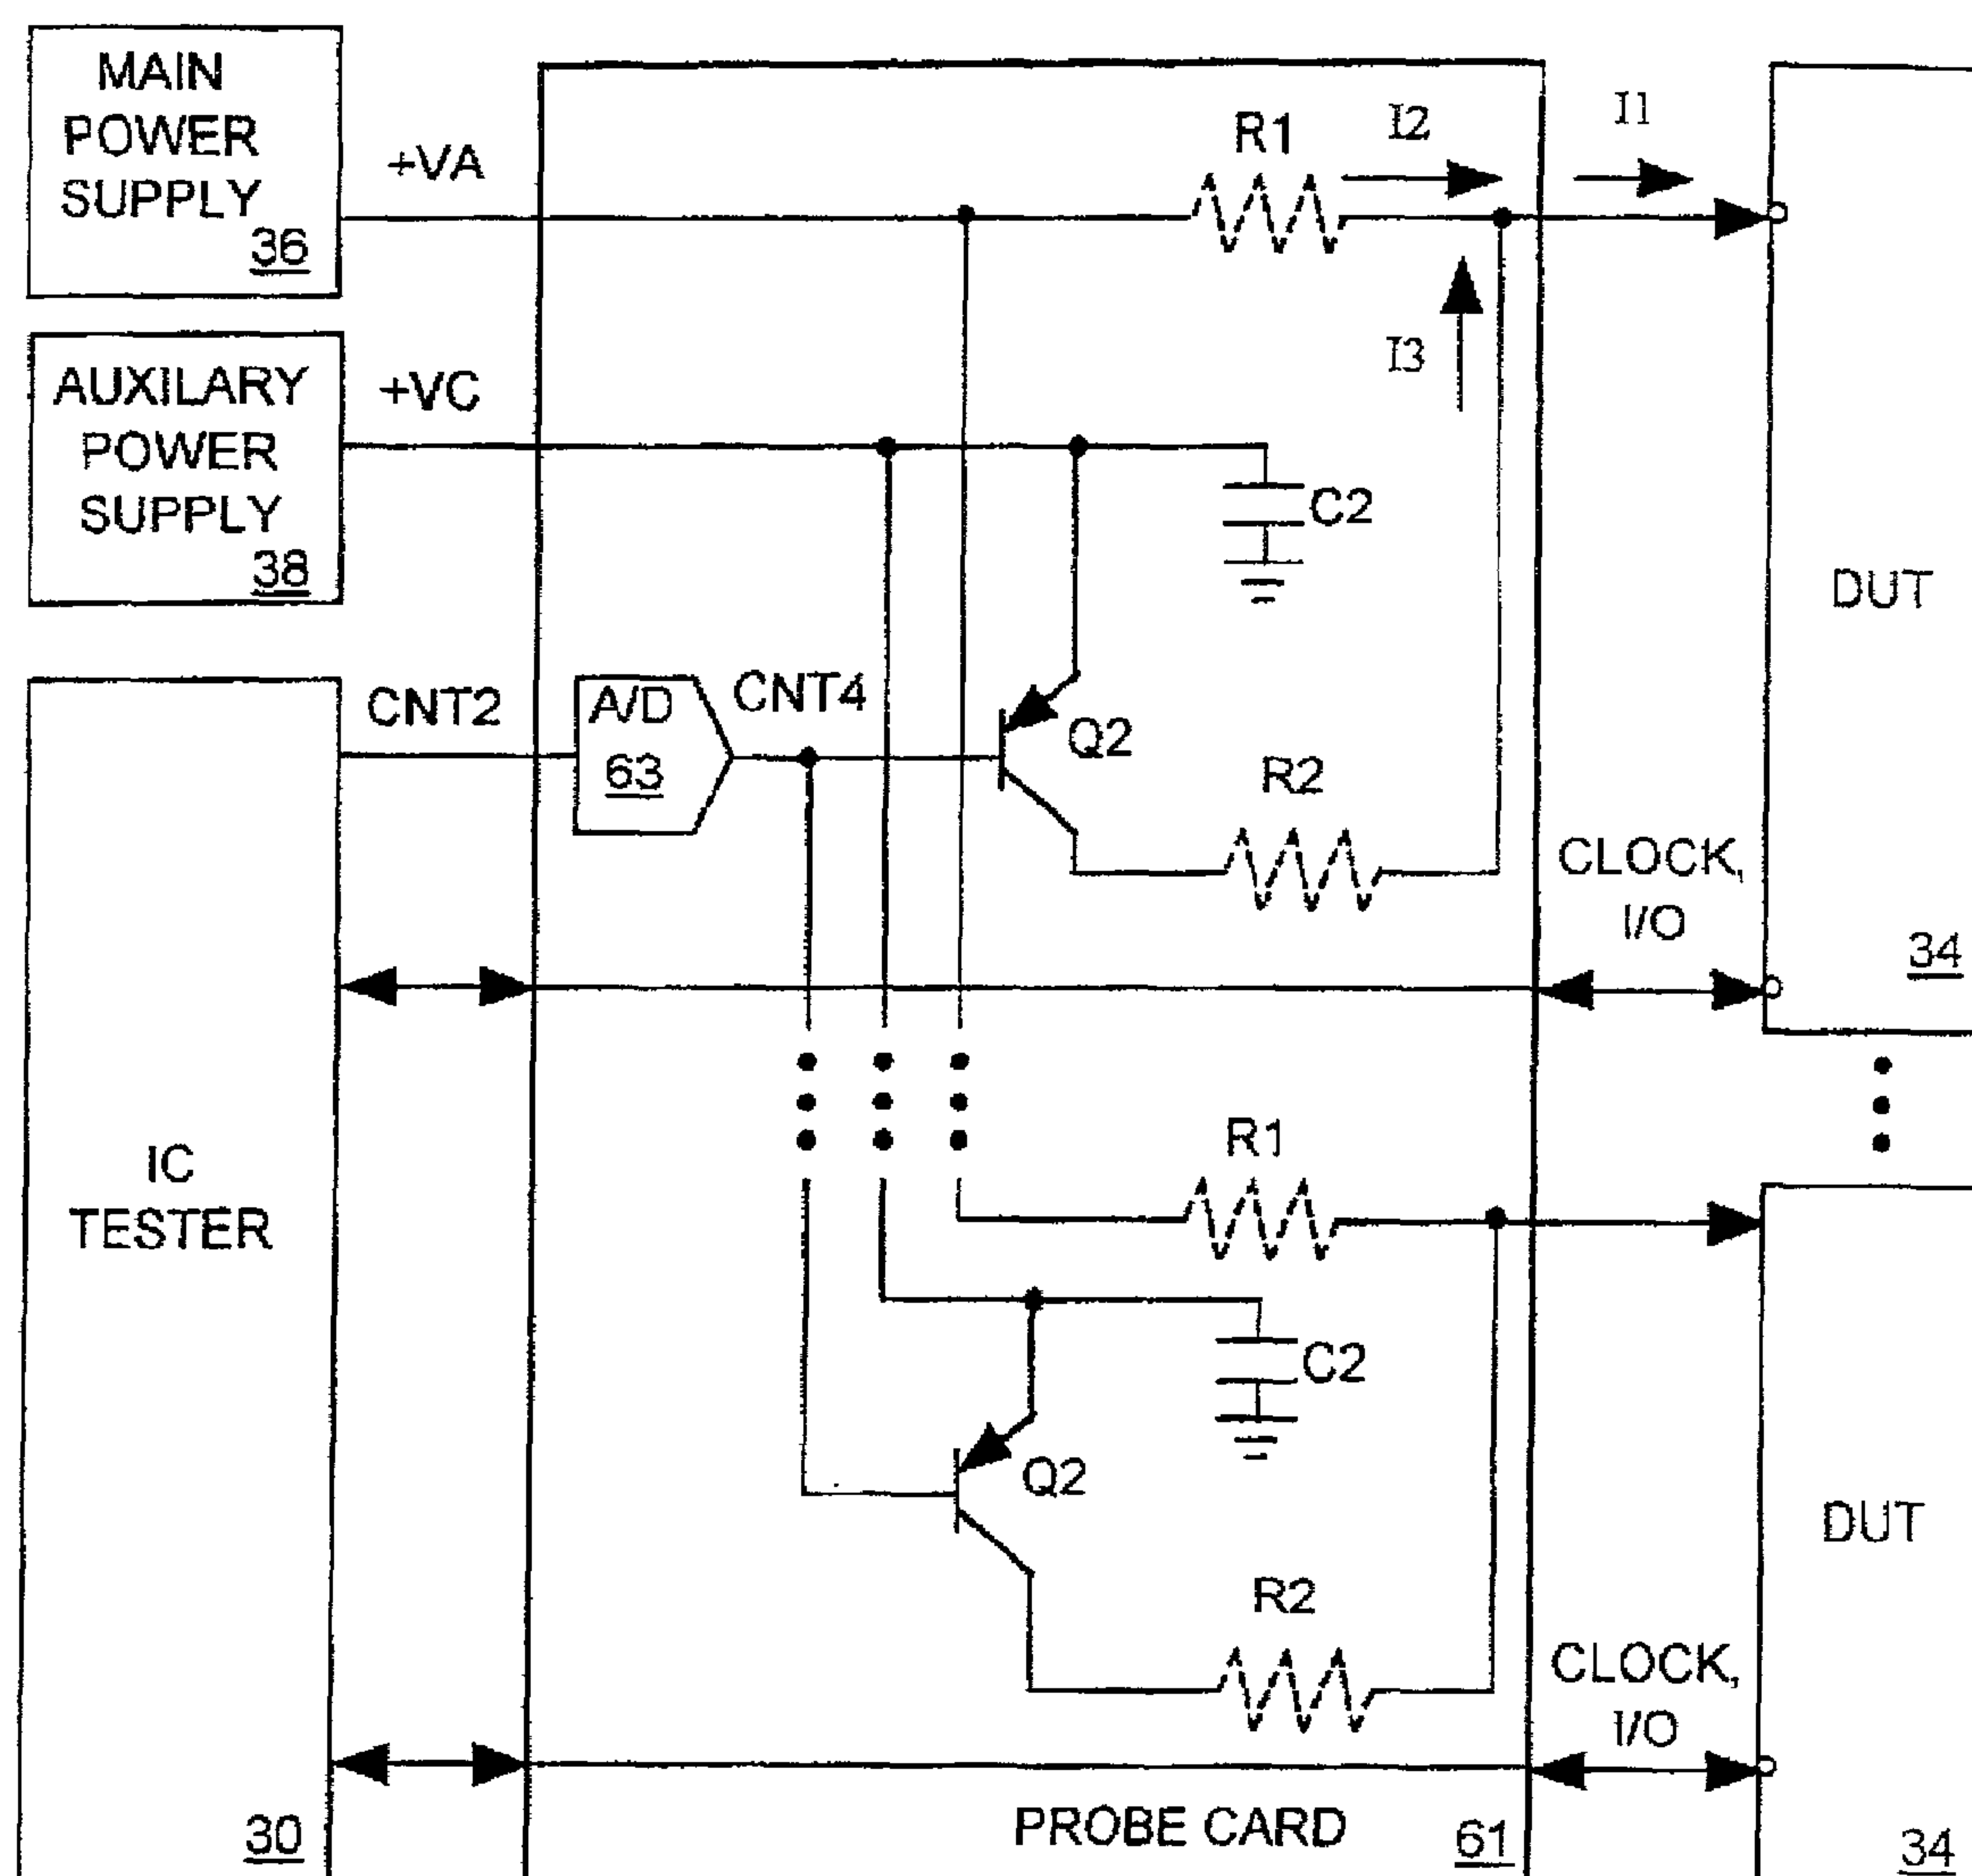 MAIN
POWER
SUPPLY
36
+VA
R1
I2
I1
I3
AUXILARY
POWER
SUPPLY
38
+VC
C2
DUT
34
CNT2
A/D
63
CNT4
Q2
R2
CLOCK,
I/O
IC
TESTER
30
R1
C2
Q2
R2
DUT
34
CLOCK,
I/O
PROBE CARD
61